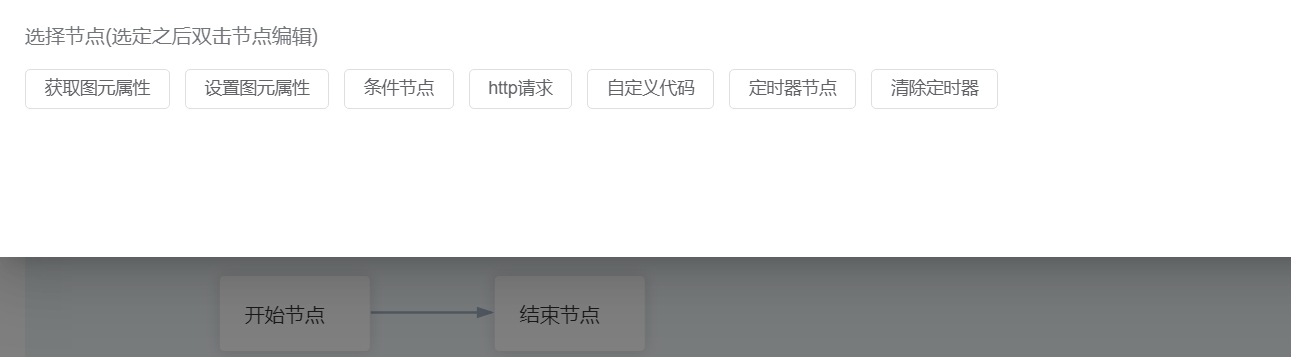 选择节点(选定之后双击节点编辑)
获取图元属性 设置图元属性 条件节点 http请求 自定义代码 定时器节点 清除定时器
开始节点 结束节点